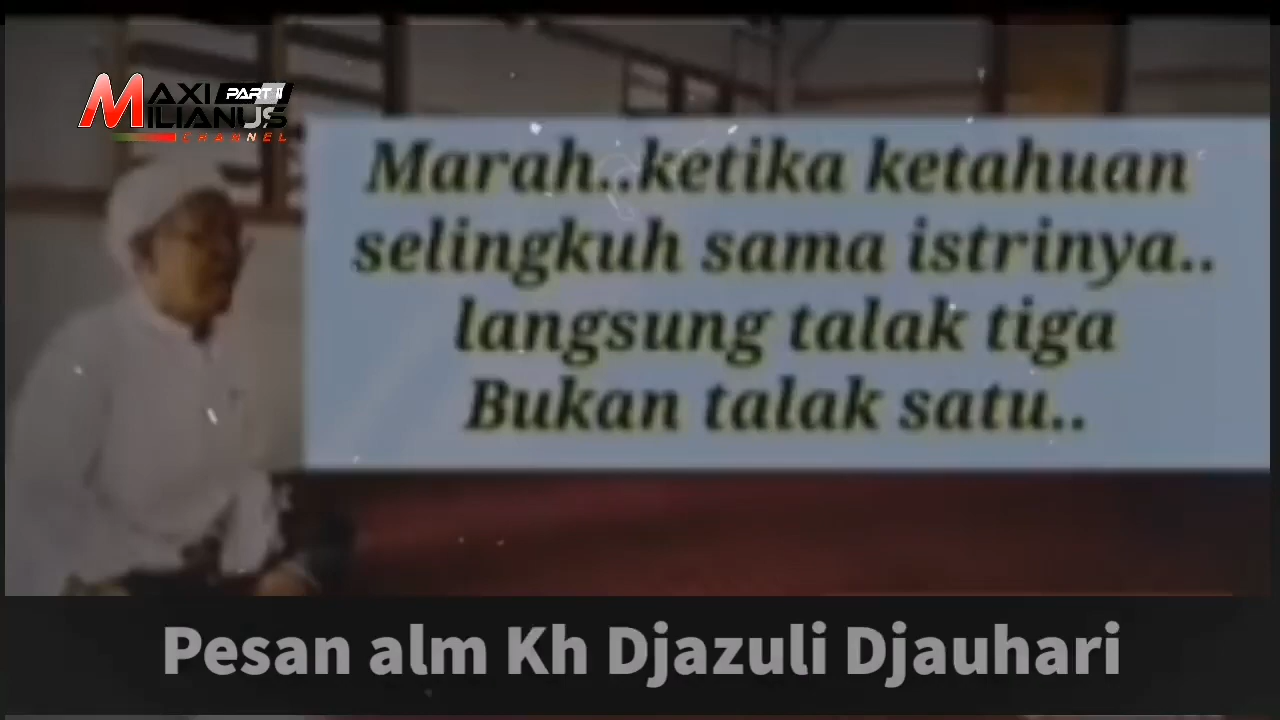 MAXI PART II
MILIANUS
CHANNEL
Marah..ketika ketahuan
selingkuh sama istrinya..
langsung talak tiga
Bukan talak satu..
Pesan alm Kh Djazuli Djauhari